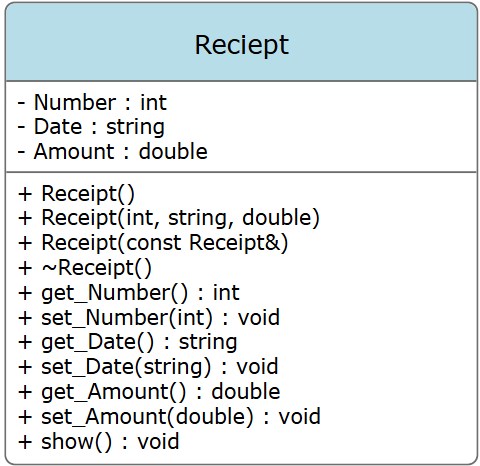 Reciept
- Number : int
- Date : string
- Amount : double
+ Receipt()
+ Receipt(int, string, double)
+ Receipt(const Receipt&)
+ ~Receipt()
+ get_Number() : int
+ set_Number(int) : void
+ get_Date() : string
+ set_Date(string) : void
+ get_Amount() : double
+ set_Amount(double) : void
+ show() : void